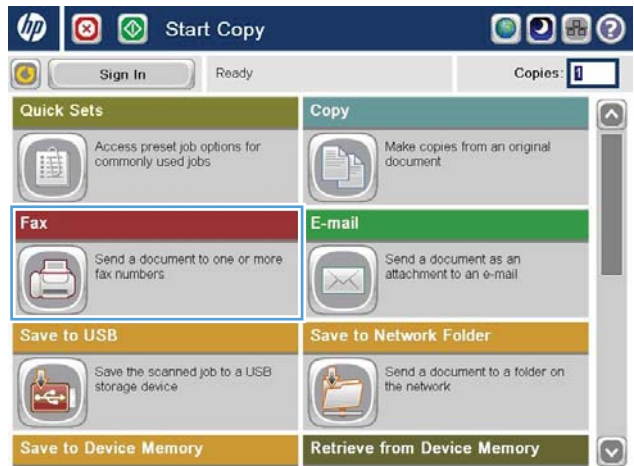 hp
Start Copy
?
Sign In
Ready
Copies: 1
Quick Sets
Access preset job options for
commonly used jobs
Copy
Make copies from an original
document
Fax
Send a document to one or more
fax numbers
E-mail
Send a document as an
attachment to an e-mail
Save to USB
Save the scanned job to a USB
storage device
Save to Network Folder
Send a document to a folder on
the network
Save to Device Memory
Retrieve from Device Memory